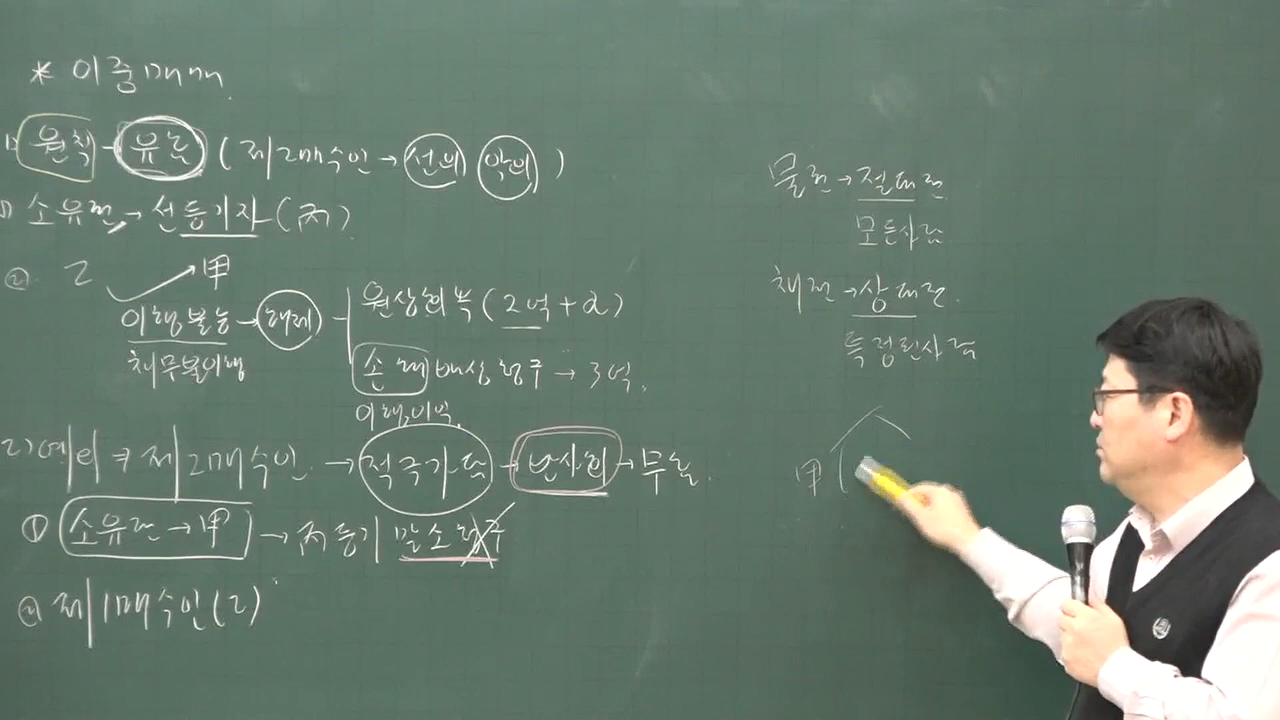 * 이중매매
1) 원칙 - 유효 (제2매수인 → 선의 악의)
① 소유권 → 선등기자 (丙)
② 乙 → 甲
이행불능 → 해제
채무불이행
원상회복 (2억 + α)
손해배상청구 → 3억
이행이익
2) 예외 제2매수인 → 적극가담 → 반사회 → 무효
① 소유권 → 甲 → 丙등기 말소청구
② 제1매수인 (乙)
물권 → 절대권
모든사람
채권 → 상대권
특정된사람
甲 (